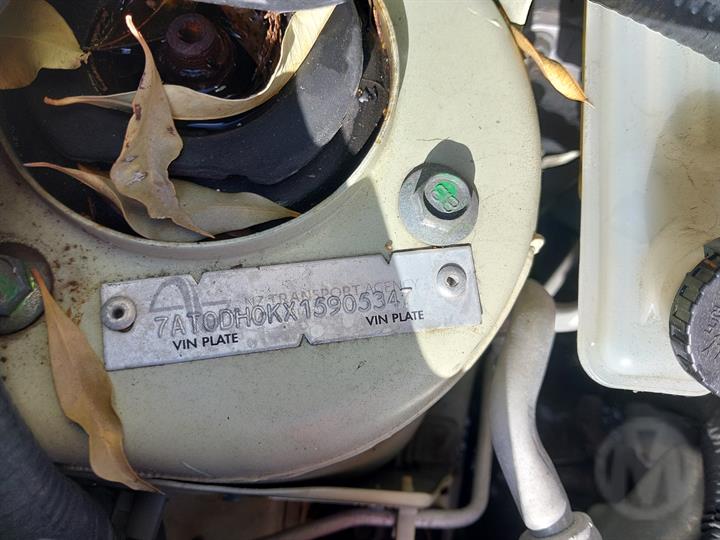 NZ TRANSPORT AGENCY
7AT0DH0KX15905347
VIN PLATE
VIN PLATE